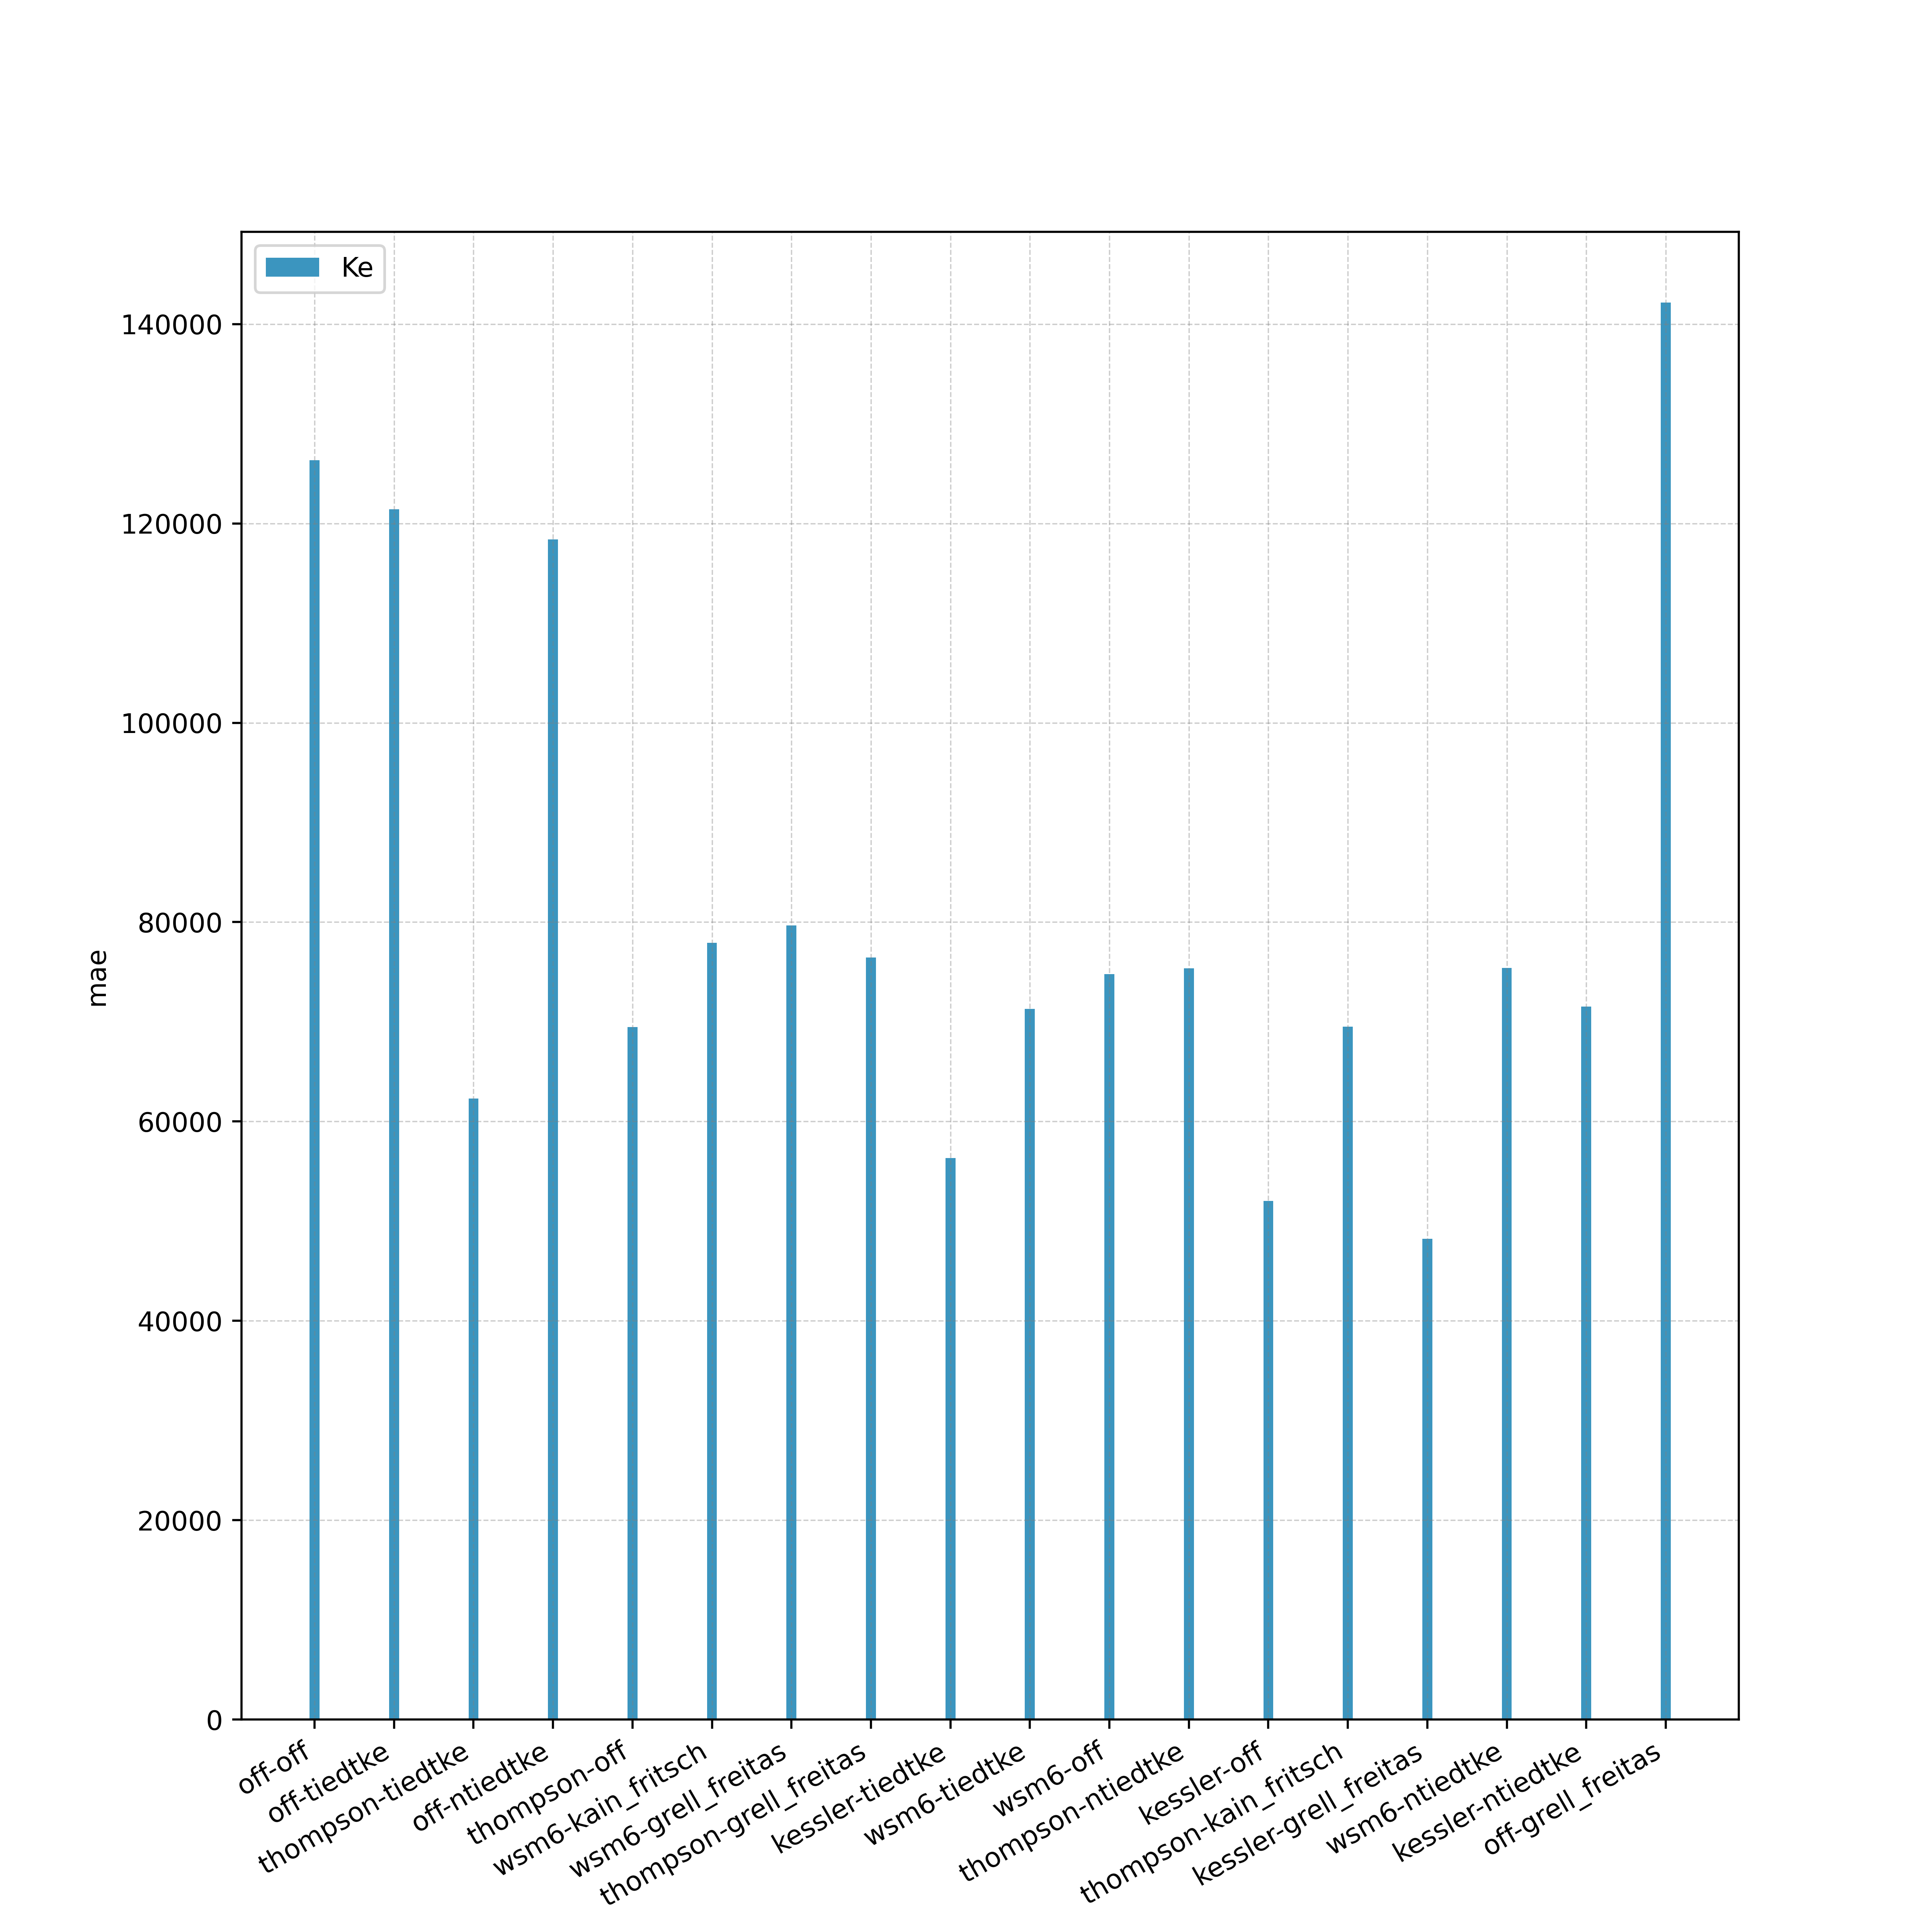 Ke
140000
120000
100000
80000
60000
40000
20000
0
mae
off-off
off-tiedtke
thompson-tiedtke
off-ntiedtke
thompson-off
wsm6-kain_fritsch
wsm6-grell_freitas
thompson-grell_freitas
kessler-tiedtke
wsm6-tiedtke
wsm6-off
thompson-ntiedtke
kessler-off
thompson-kain_fritsch
kessler-grell_freitas
wsm6-ntiedtke
kessler-ntiedtke
off-grell_freitas